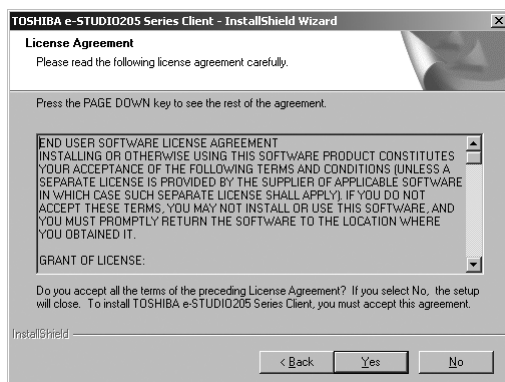 TOSHIBA e-STUDIO205 Series Client - InstallShield Wizard
License Agreement
Please read the following license agreement carefully.
Press the PAGE DOWN key to see the rest of the agreement.
END USER SOFTWARE LICENSE AGREEMENT
INSTALLING OR OTHERWISE USING THIS SOFTWARE PRODUCT CONSTITUTES
YOUR ACCEPTANCE OF THE FOLLOWING TERMS AND CONDITIONS (UNLESS A
SEPARATE LICENSE IS PROVIDED BY THE SUPPLIER OF APPLICABLE SOFTWARE
IN WHICH CASE SUCH SEPARATE LICENSE SHALL APPLY). IF YOU DO NOT
ACCEPT THESE TERMS, YOU MAY NOT INSTALL OR USE THIS SOFTWARE, AND
YOU MUST PROMPTLY RETURN THE SOFTWARE TO THE LOCATION WHERE
YOU OBTAINED IT.
GRANT OF LICENSE:
Do you accept all the terms of the preceding License Agreement? If you select No, the setup
will close. To install TOSHIBA e-STUDIO205 Series Client, you must accept this agreement.
InstallShield
< Back Yes No